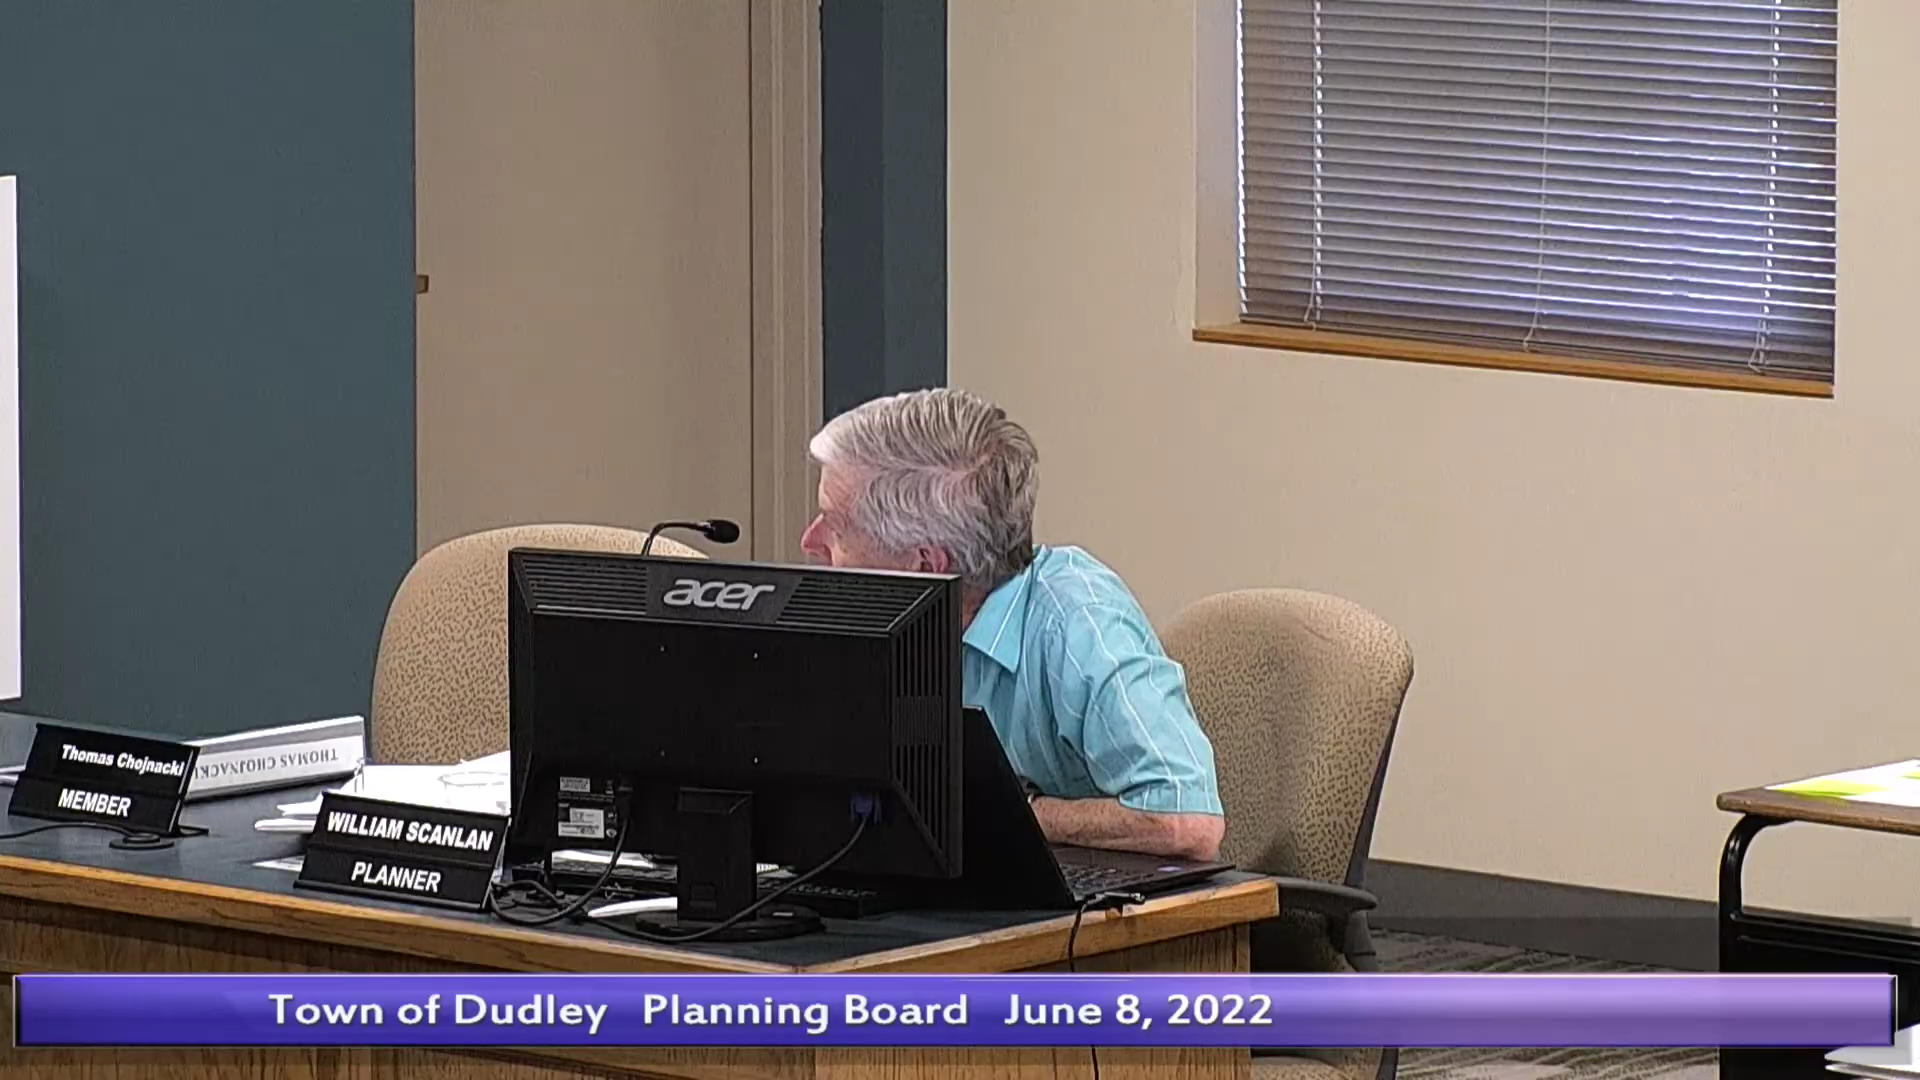 acer
Thomas Chojnacki
MEMBER
THOMAS CHOJNACKI
WILLIAM SCANLAN
PLANNER
Town of Dudley Planning Board June 8, 2022